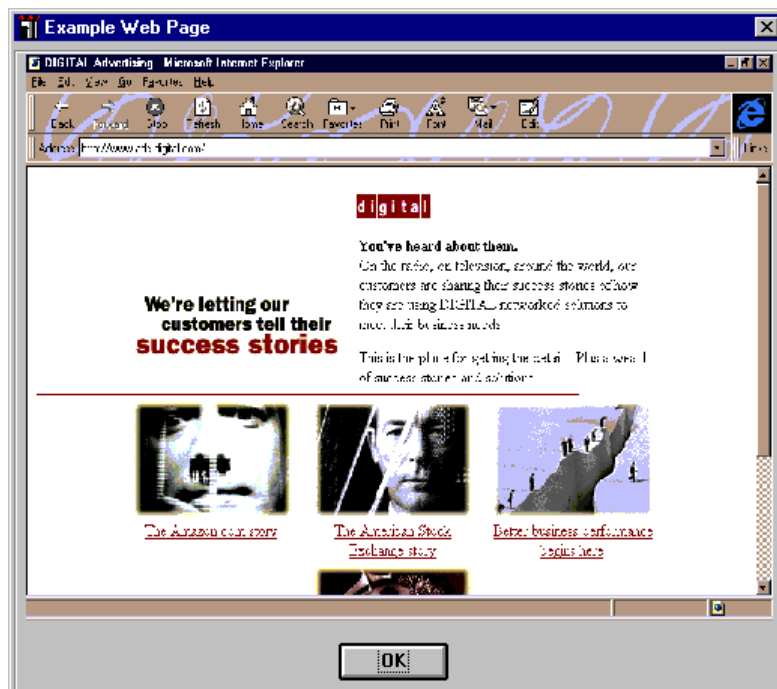 Example Web Page
DIGITAL Advertising - Microsoft Internet Explorer
File Edit View Go Favorites Help
Back Forward Stop Refresh Home Search Favorites Print Font Mail Edit
Address http://www.ads.digital.com/ Links
digital
You've heard about them.
On the radio, on television, around the world, our
customers are sharing their success stories of how
they are using DIGITAL networked solutions to
meet their business needs.
We're letting our
customers tell their
success stories
This is the place for getting the details. Plus a wealth
of success stories and solutions.
The Amazon.com story
The American Stock
Exchange story
Better business performance
begins here
OK